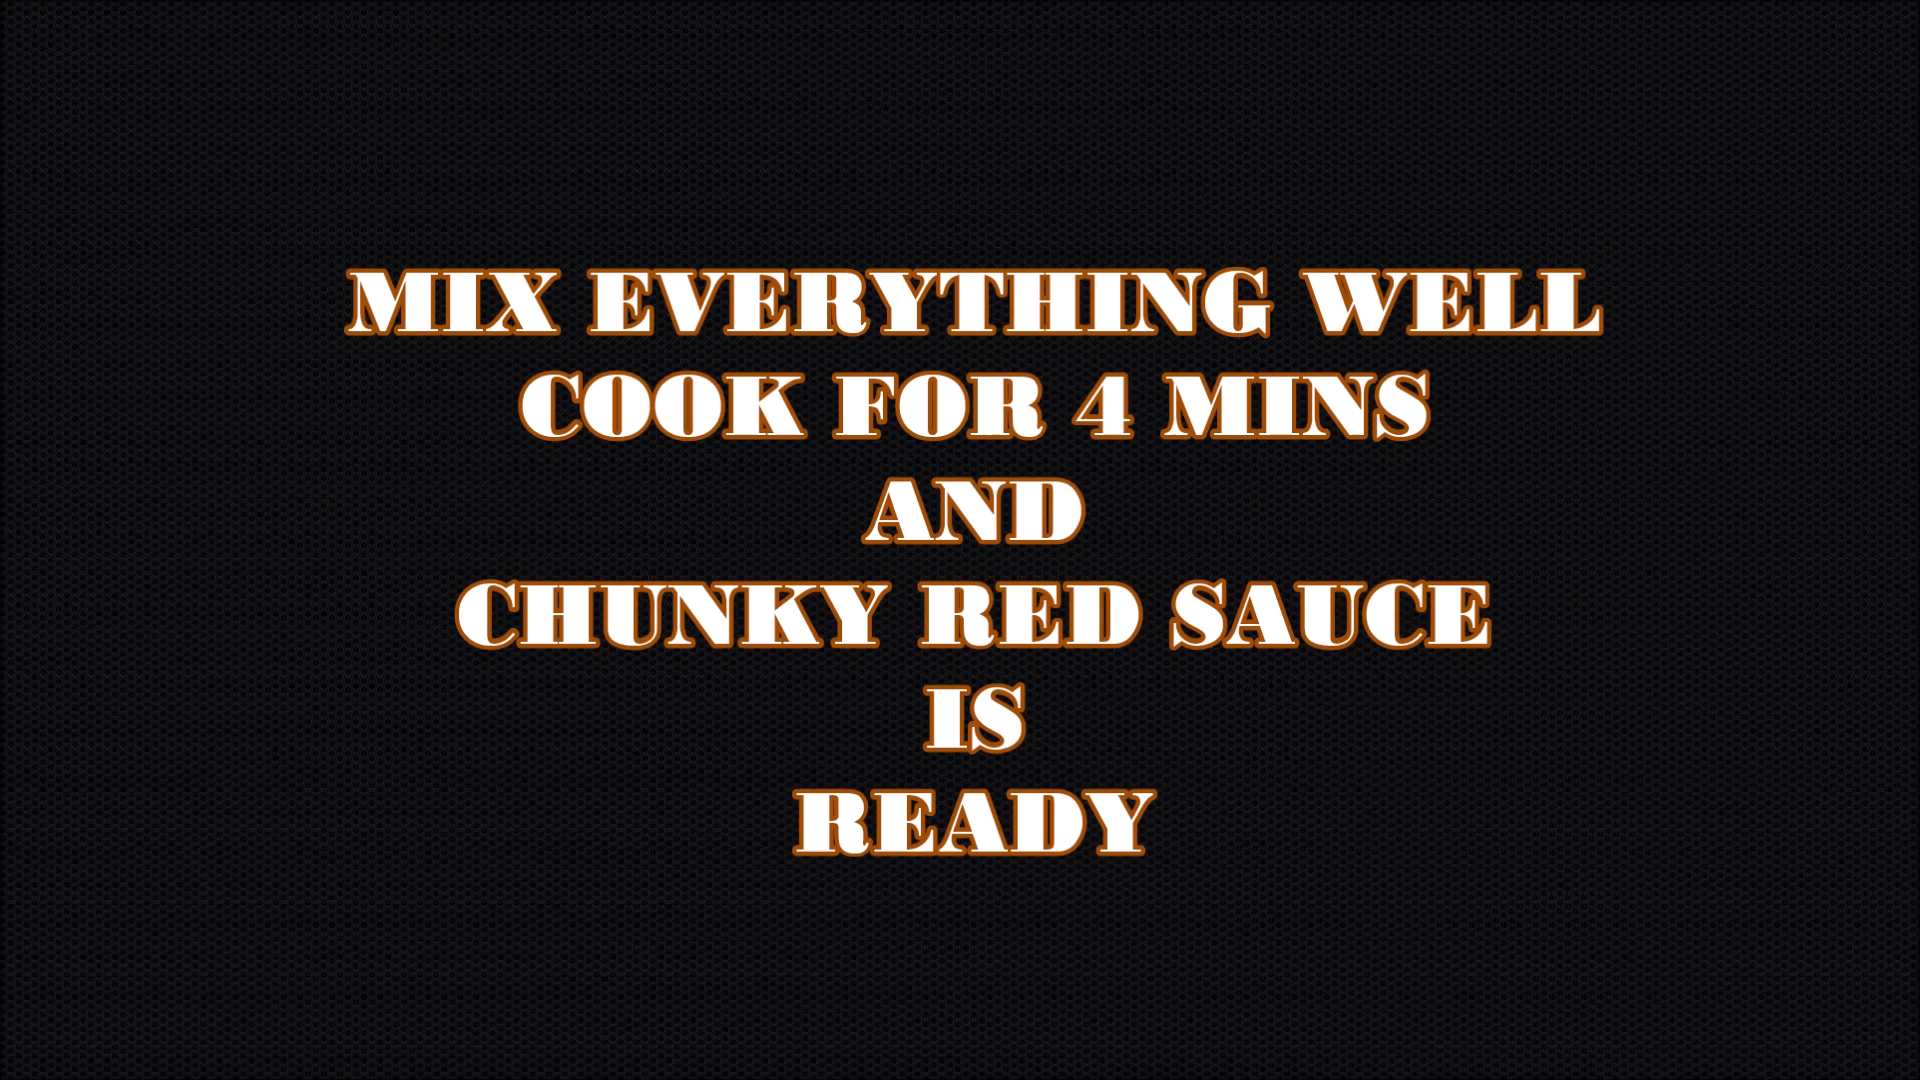 MIX EVERYTHING WELL
COOK FOR 4 MINS
AND
CHUNKY RED SAUCE
IS
READY